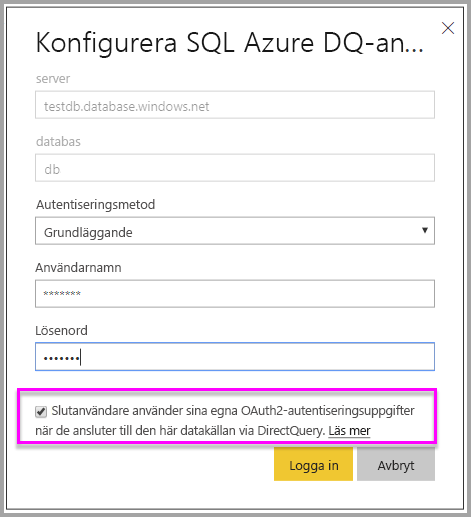 Konfigurera SQL Azure DQ-an...
server
testdb.database.windows.net
databas
db
Autentiseringsmetod
Grundläggande
Användarnamn
*******
Lösenord
•••••••
Slutanvändare använder sina egna OAuth2-autentiseringsuppgifter
när de ansluter till den här datakällan via DirectQuery. Läs mer
Logga in Avbryt